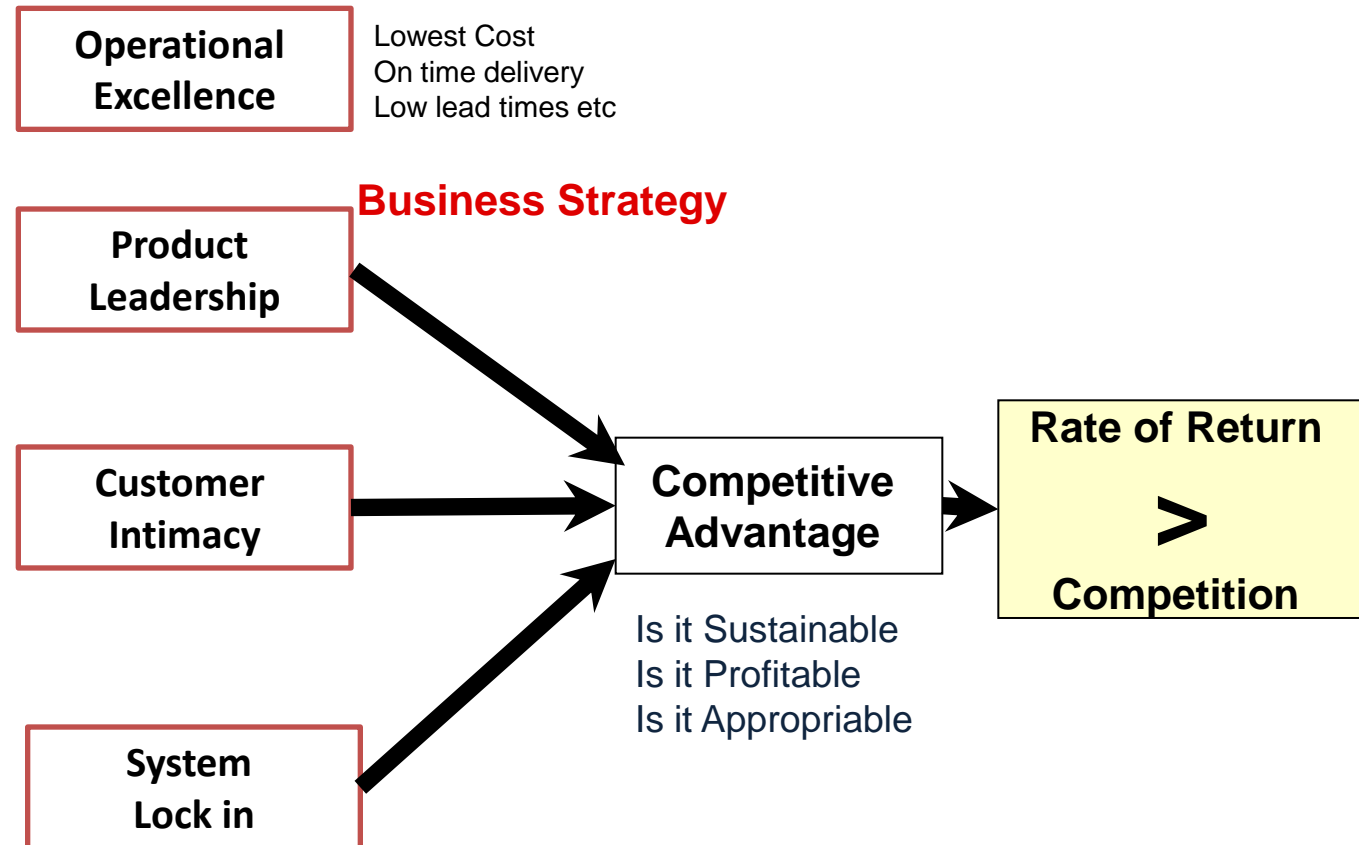 Operational
Excellence
Lowest Cost
On time delivery
Low lead times etc
Business Strategy
Product
Leadership
Customer
Intimacy
Competitive
Advantage
Rate of Return
>
Competition
Is it Sustainable
Is it Profitable
Is it Appropriable
System
Lock in